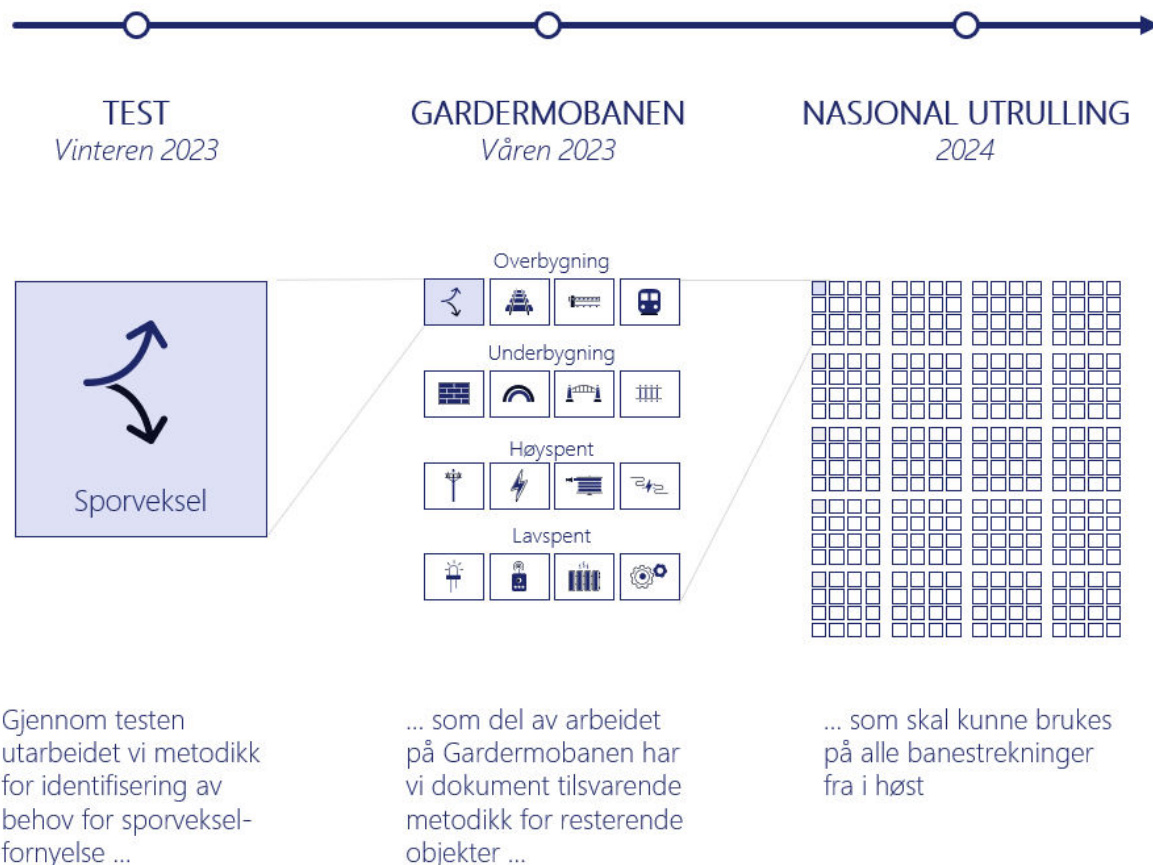 TEST
Vinteren 2023
GARDERMOBANEN
Våren 2023
NASJONAL UTRULLING
2024
Sporveksel
Overbygning
Underbygning
Høyspent
Lavspent
Gjennom testen
utarbeidet vi metodikk
for identifisering av
behov for sporveksel-
fornyelse ...
... som del av arbeidet
på Gardermobanen har
vi dokument tilsvarende
metodikk for resterende
objekter ...
... som skal kunne brukes
på alle banestrekninger
fra i høst